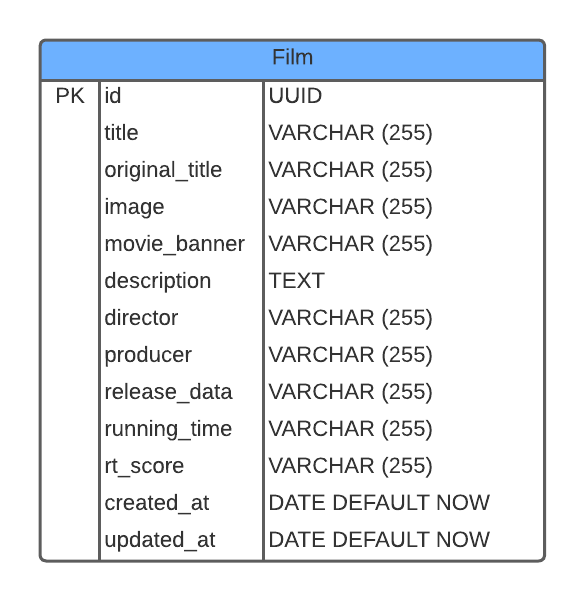 Film
PK id UUID
title VARCHAR (255)
original_title VARCHAR (255)
image VARCHAR (255)
movie_banner VARCHAR (255)
description TEXT
director VARCHAR (255)
producer VARCHAR (255)
release_data VARCHAR (255)
running_time VARCHAR (255)
rt_score VARCHAR (255)
created_at DATE DEFAULT NOW
updated_at DATE DEFAULT NOW